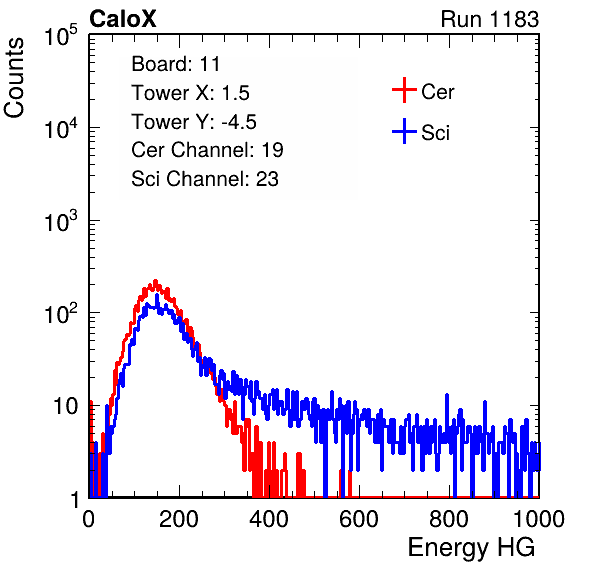 CaloX
Run 1183
Counts
10^5
10^4
10^3
10^2
10
1
Board: 11
Tower X: 1.5
Tower Y: -4.5
Cer Channel: 19
Sci Channel: 23
Cer
Sci
0 200 400 600 800 1000
Energy HG